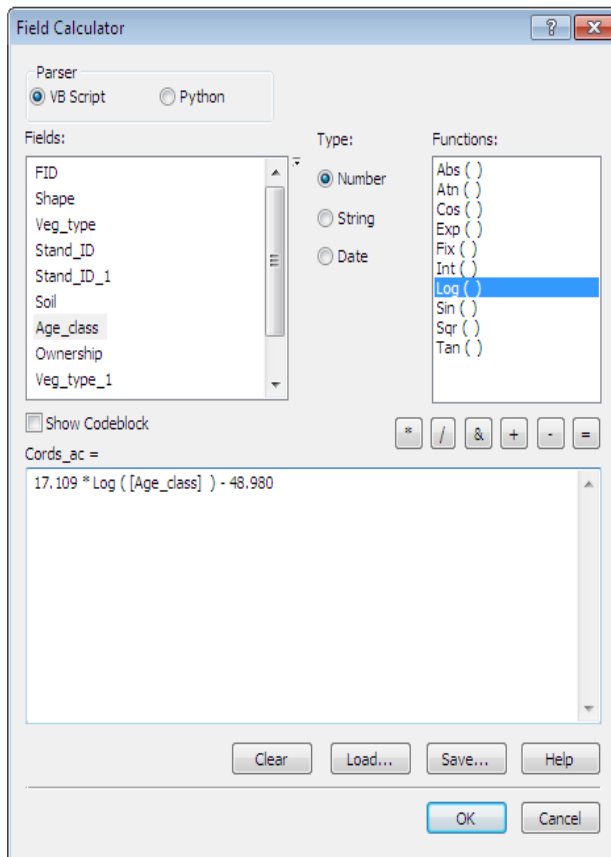 Field Calculator
Parser
VB Script Python
Fields: Type: Functions:
FID
Shape
Veg_type
Stand_ID
Stand_ID_1
Soil
Age_class
Ownership
Veg_type_1
Number
String
Date
Abs ( )
Atn ( )
Cos ( )
Exp ( )
Fix ( )
Int ( )
Log ( )
Sin ( )
Sqr ( )
Tan ( )
Show Codeblock
* / & + - =
Cords_ac =
17.109 * Log ( [Age_class] ) - 48.980
Clear Load... Save... Help
OK Cancel